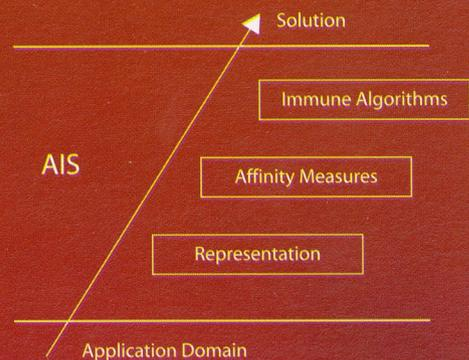 Solution
Immune Algorithms
AIS
Affinity Measures
Representation
Application Domain